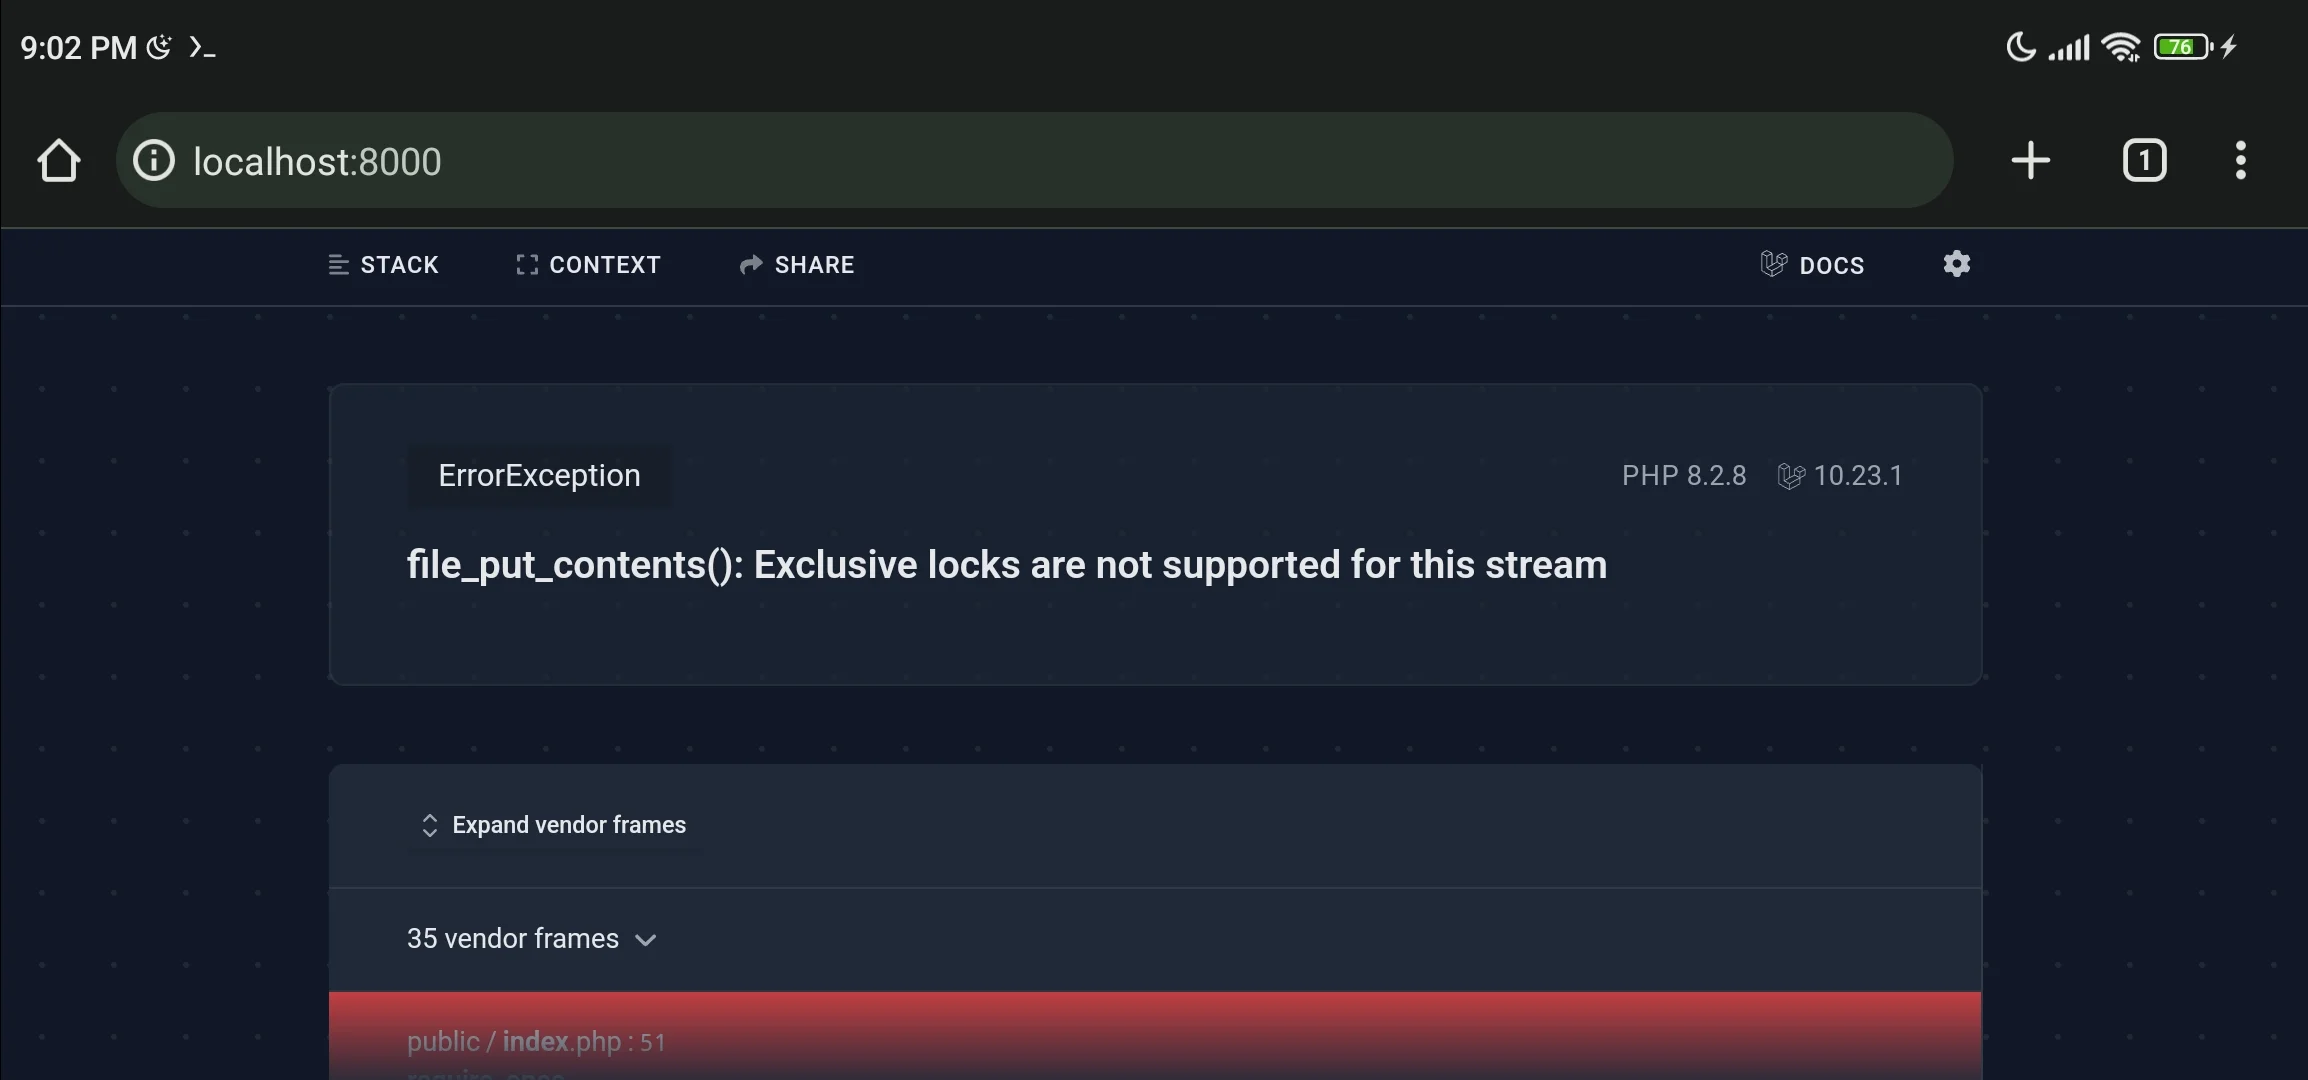 9:02 PM
76
localhost:8000
1
STACK
CONTEXT
SHARE
DOCS
ErrorException
PHP 8.2.8
10.23.1
file_put_contents(): Exclusive locks are not supported for this stream
Expand vendor frames
35 vendor frames
public / index.php : 51